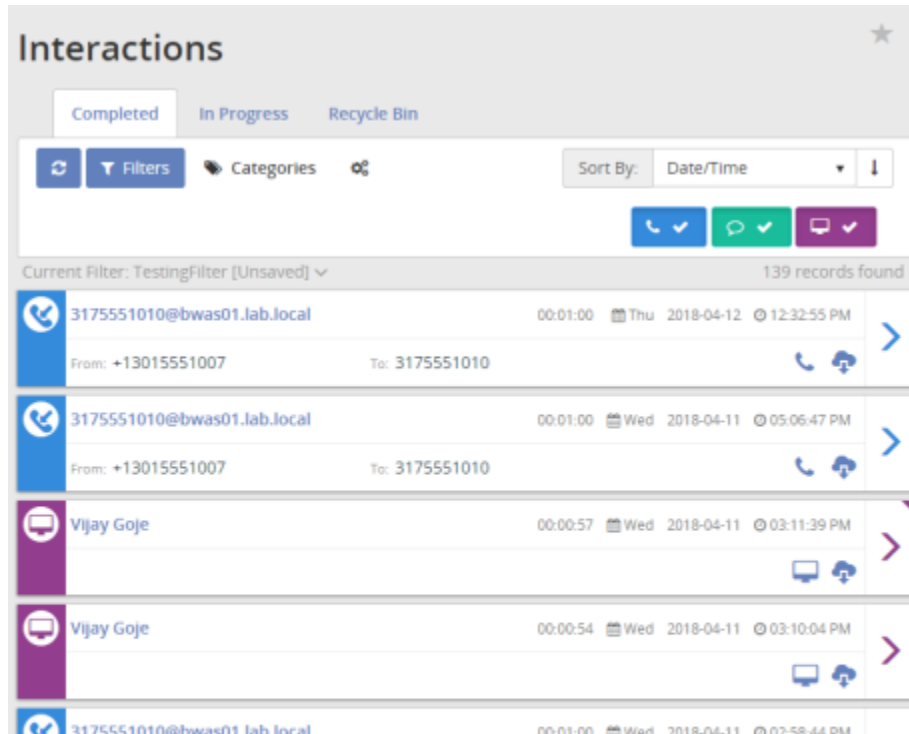 Interactions
Completed In Progress Recycle Bin
Filters Categories Sort By: Date/Time
Current Filter: TestingFilter [Unsaved] 139 records found
3175551010@bwas01.lab.local 00:01:00 Thu 2018-04-12 12:32:55 PM
From: +13015551007 To: 3175551010
3175551010@bwas01.lab.local 00:01:00 Wed 2018-04-11 05:06:47 PM
From: +13015551007 To: 3175551010
Vijay Goje 00:00:57 Wed 2018-04-11 03:11:39 PM
Vijay Goje 00:00:54 Wed 2018-04-11 03:10:04 PM
3175551010@bwas01.lab.local 00:01:00 Wed 2018-04-11 02:58:44 PM